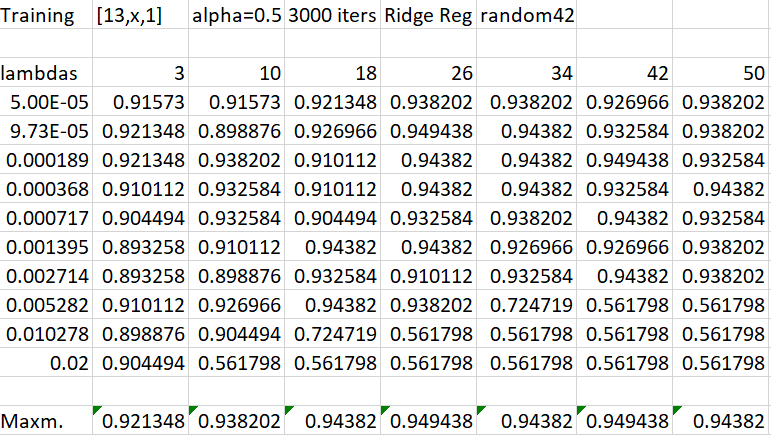 Training [13,x,1] alpha=0.5 3000 iters Ridge Reg random42
lambdas 3 10 18 26 34 42 50
5.00E-05 0.91573 0.91573 0.921348 0.938202 0.938202 0.926966 0.938202
9.73E-05 0.921348 0.898876 0.926966 0.949438 0.94382 0.932584 0.938202
0.000189 0.921348 0.938202 0.910112 0.94382 0.94382 0.949438 0.932584
0.000368 0.910112 0.932584 0.910112 0.94382 0.94382 0.932584 0.94382
0.000717 0.904494 0.932584 0.904494 0.932584 0.938202 0.94382 0.932584
0.001395 0.893258 0.910112 0.94382 0.94382 0.926966 0.926966 0.938202
0.002714 0.893258 0.898876 0.932584 0.910112 0.932584 0.94382 0.938202
0.005282 0.910112 0.926966 0.94382 0.938202 0.724719 0.561798 0.561798
0.010278 0.898876 0.904494 0.724719 0.561798 0.561798 0.561798 0.561798
0.02 0.904494 0.561798 0.561798 0.561798 0.561798 0.561798 0.561798
Maxm. 0.921348 0.938202 0.94382 0.949438 0.94382 0.949438 0.94382